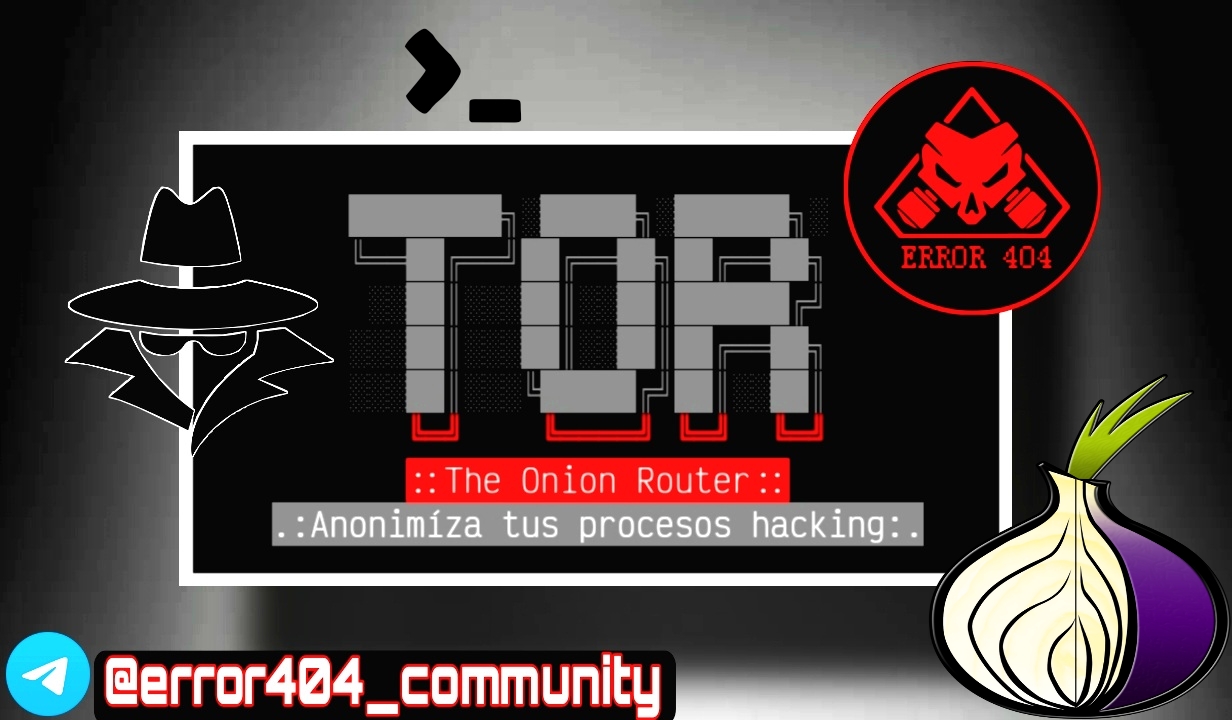 >_
TOR
ERROR 404
::The Onion Router::
.:Anonimíza tus procesos hacking:.
@error404_community